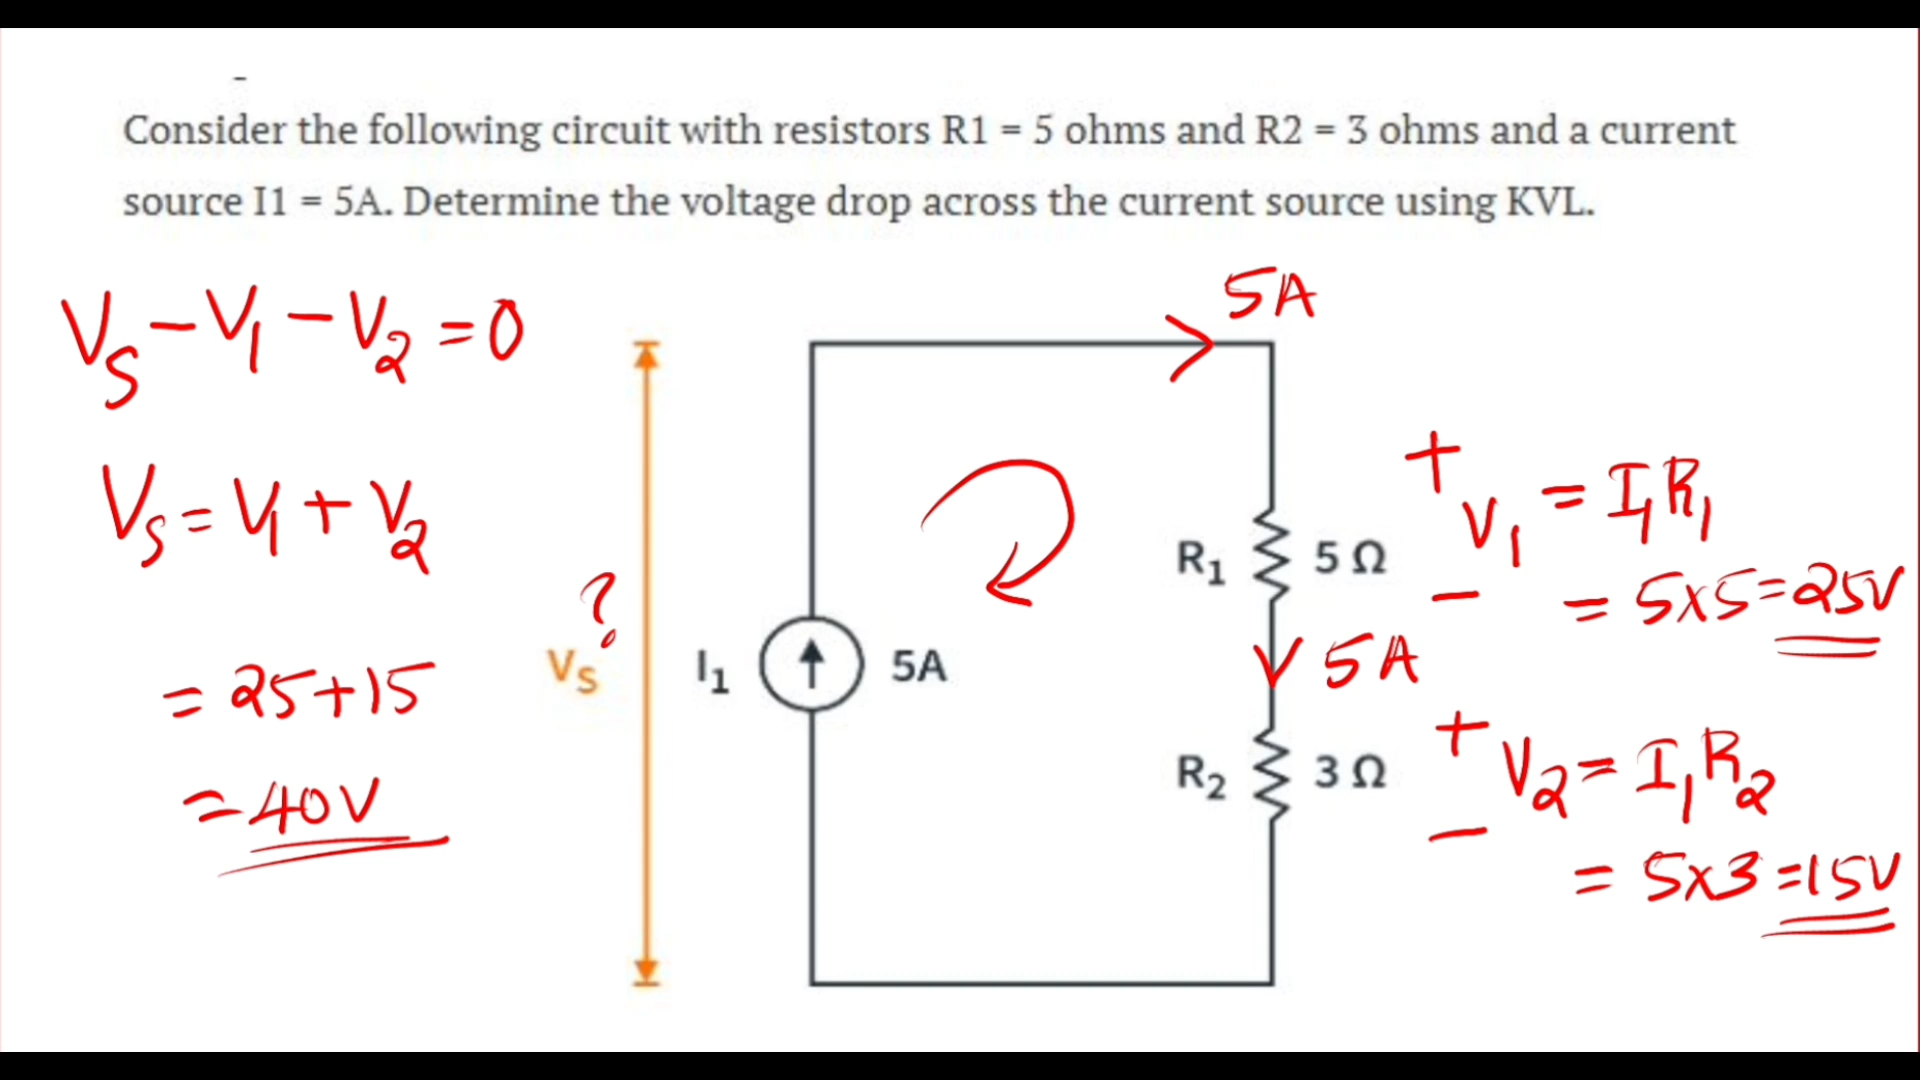 Consider the following circuit with resistors R1 = 5 ohms and R2 = 3 ohms and a current
source I1 = 5A. Determine the voltage drop across the current source using KVL.
Vs - V1 - V2 = 0
Vs = V1 + V2
= 25+15
= 40V
?
Vs
I1
5A
5A
R1
5 Ω
5A
R2
3 Ω
+
V1 = I1R1
-
= 5x5 = 25V
+
V2 = I1R2
-
= 5x3 = 15V